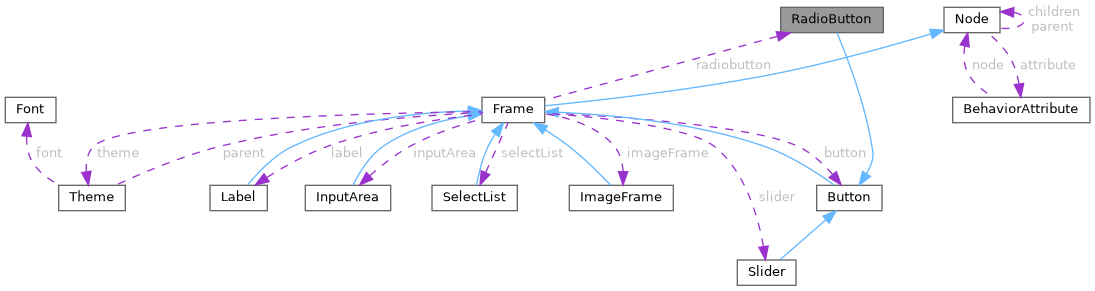 RadioButton
Node
children
parent
radiobutton
node
attribute
Font
Frame
BehaviorAttribute
font
theme
parent
label
inputArea
selectList
imageFrame
button
Theme
Label
InputArea
SelectList
ImageFrame
slider
Button
Slider